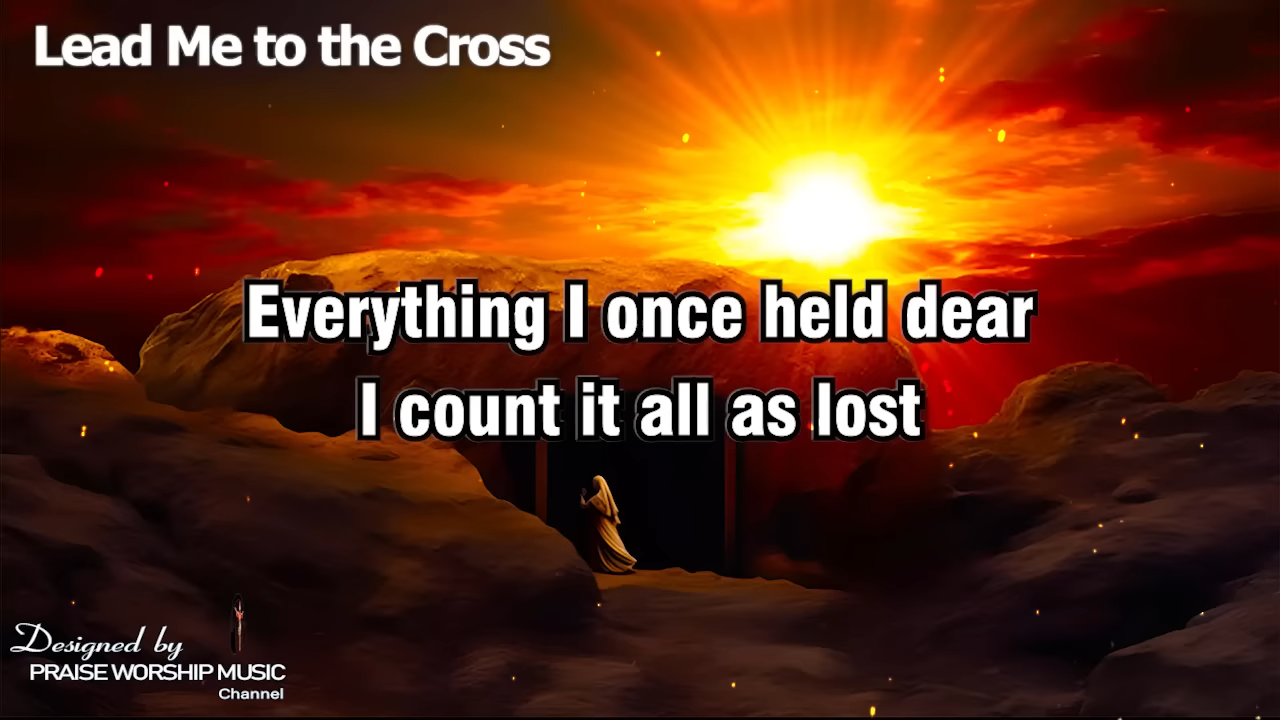 Lead Me to the Cross
Everything I once held dear
I count it all as lost
Designed by
PRAISE WORSHIP MUSIC
Channel